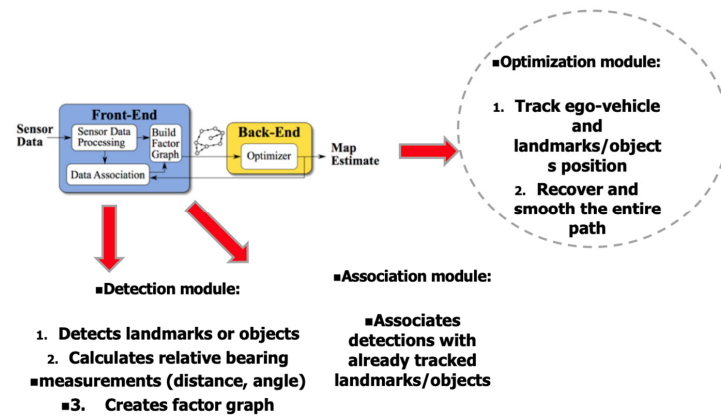 Front-End
Sensor
Data
Sensor Data
Processing
Build
Factor
Graph
Data Association
Back-End
Optimizer
Map
Estimate
▪Optimization module:
1. Track ego-vehicle
and
landmarks/object
s position
2. Recover and
smooth the entire
path
▪Detection module:
1. Detects landmarks or objects
2. Calculates relative bearing
▪measurements (distance, angle)
▪3. Creates factor graph
▪Association module:
▪Associates
detections with
already tracked
landmarks/objects